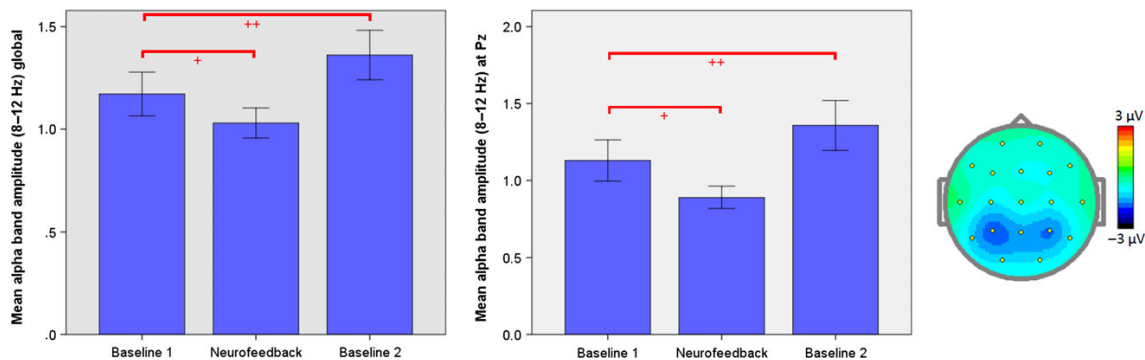 Mean alpha band amplitude (8–12 Hz) global
1.5
1.0
.5
.0
++
+
Baseline 1
Neurofeedback
Baseline 2
Mean alpha band amplitude (8–12 Hz) at Pz
2.0
1.5
1.0
0.5
0.0
++
+
Baseline 1
Neurofeedback
Baseline 2
3 µV
−3 µV